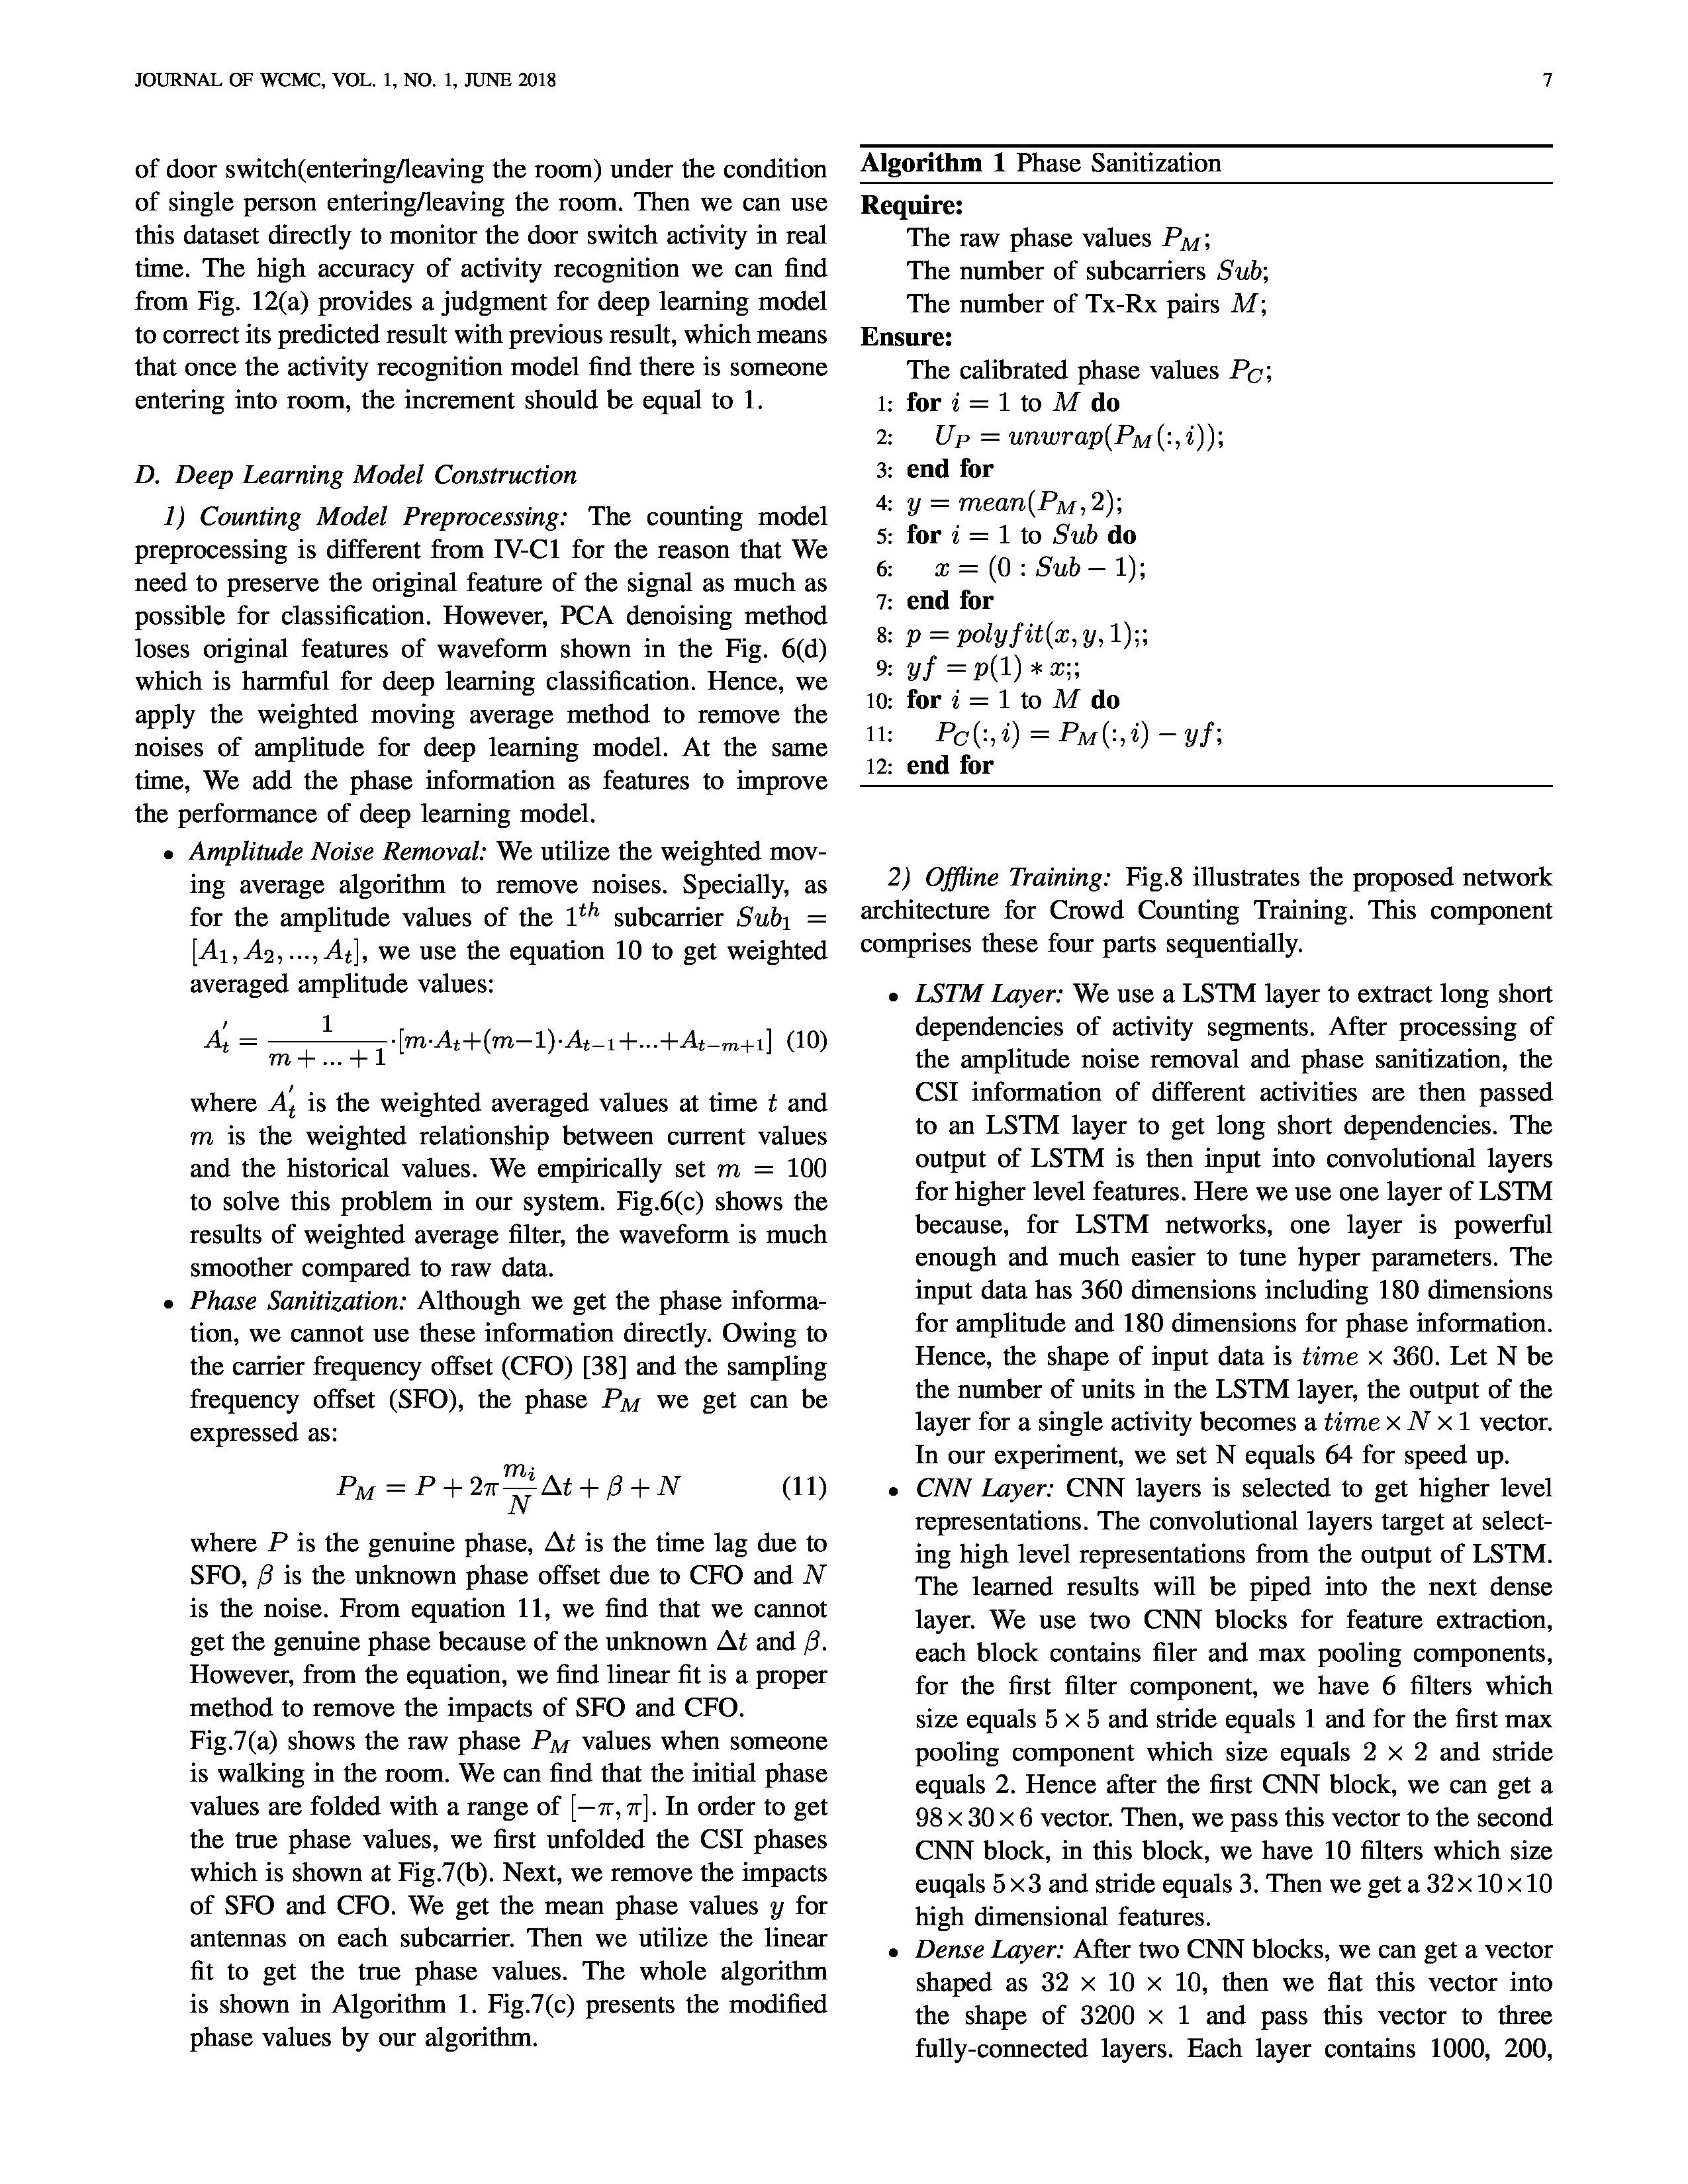 JOURNAL OF WCMC, VOL. 1, NO. 1, JUNE 2018
7
of door switch(entering/leaving the room) under the condition
of single person entering/leaving the room. Then we can use
this dataset directly to monitor the door switch activity in real
time. The high accuracy of activity recognition we can find
from Fig. 12(a) provides a judgment for deep learning model
to correct its predicted result with previous result, which means
that once the activity recognition model find there is someone
entering into room, the increment should be equal to 1.
D. Deep Learning Model Construction
1) Counting Model Preprocessing: The counting model
preprocessing is different from IV-C1 for the reason that We
need to preserve the original feature of the signal as much as
possible for classification. However, PCA denoising method
loses original features of waveform shown in the Fig. 6(d)
which is harmful for deep learning classification. Hence, we
apply the weighted moving average method to remove the
noises of amplitude for deep learning model. At the same
time, We add the phase information as features to improve
the performance of deep learning model.
• Amplitude Noise Removal: We utilize the weighted mov-
ing average algorithm to remove noises. Specially, as
for the amplitude values of the 1^{th} subcarrier Sub_1 =
[A_1, A_2, ..., A_t], we use the equation 10 to get weighted
averaged amplitude values:
A_t^' = \frac{1}{m + ... + 1} ·[m·A_t+(m−1)·A_{t−1}+...+A_{t−m+1}] (10)
where A_t^' is the weighted averaged values at time t and
m is the weighted relationship between current values
and the historical values. We empirically set m = 100
to solve this problem in our system. Fig.6(c) shows the
results of weighted average filter, the waveform is much
smoother compared to raw data.
• Phase Sanitization: Although we get the phase informa-
tion, we cannot use these information directly. Owing to
the carrier frequency offset (CFO) [38] and the sampling
frequency offset (SFO), the phase P_M we get can be
expressed as:
P_M = P + 2π\frac{m_i}{N}Δt + β + N (11)
where P is the genuine phase, Δt is the time lag due to
SFO, β is the unknown phase offset due to CFO and N
is the noise. From equation 11, we find that we cannot
get the genuine phase because of the unknown Δt and β.
However, from the equation, we find linear fit is a proper
method to remove the impacts of SFO and CFO.
Fig.7(a) shows the raw phase P_M values when someone
is walking in the room. We can find that the initial phase
values are folded with a range of [−π, π]. In order to get
the true phase values, we first unfolded the CSI phases
which is shown at Fig.7(b). Next, we remove the impacts
of SFO and CFO. We get the mean phase values y for
antennas on each subcarrier. Then we utilize the linear
fit to get the true phase values. The whole algorithm
is shown in Algorithm 1. Fig.7(c) presents the modified
phase values by our algorithm.
Algorithm 1 Phase Sanitization
Require:
The raw phase values P_M;
The number of subcarriers Sub;
The number of Tx-Rx pairs M;
Ensure:
The calibrated phase values P_C;
1: for i = 1 to M do
2: U_P = unwrap(P_M(:, i));
3: end for
4: y = mean(P_M, 2);
5: for i = 1 to Sub do
6: x = (0 : Sub − 1);
7: end for
8: p = polyfit(x, y, 1);;
9: yf = p(1) ∗ x;;
10: for i = 1 to M do
11: P_C(:, i) = P_M(:, i) − yf;
12: end for
2) Offline Training: Fig.8 illustrates the proposed network
architecture for Crowd Counting Training. This component
comprises these four parts sequentially.
• LSTM Layer: We use a LSTM layer to extract long short
dependencies of activity segments. After processing of
the amplitude noise removal and phase sanitization, the
CSI information of different activities are then passed
to an LSTM layer to get long short dependencies. The
output of LSTM is then input into convolutional layers
for higher level features. Here we use one layer of LSTM
because, for LSTM networks, one layer is powerful
enough and much easier to tune hyper parameters. The
input data has 360 dimensions including 180 dimensions
for amplitude and 180 dimensions for phase information.
Hence, the shape of input data is time × 360. Let N be
the number of units in the LSTM layer, the output of the
layer for a single activity becomes a time × N × 1 vector.
In our experiment, we set N equals 64 for speed up.
• CNN Layer: CNN layers is selected to get higher level
representations. The convolutional layers target at select-
ing high level representations from the output of LSTM.
The learned results will be piped into the next dense
layer. We use two CNN blocks for feature extraction,
each block contains filer and max pooling components,
for the first filter component, we have 6 filters which
size equals 5 × 5 and stride equals 1 and for the first max
pooling component which size equals 2 × 2 and stride
equals 2. Hence after the first CNN block, we can get a
98 × 30 × 6 vector. Then, we pass this vector to the second
CNN block, in this block, we have 10 filters which size
euqals 5 × 3 and stride equals 3. Then we get a 32 × 10 × 10
high dimensional features.
• Dense Layer: After two CNN blocks, we can get a vector
shaped as 32 × 10 × 10, then we flat this vector into
the shape of 3200 × 1 and pass this vector to three
fully-connected layers. Each layer contains 1000, 200,